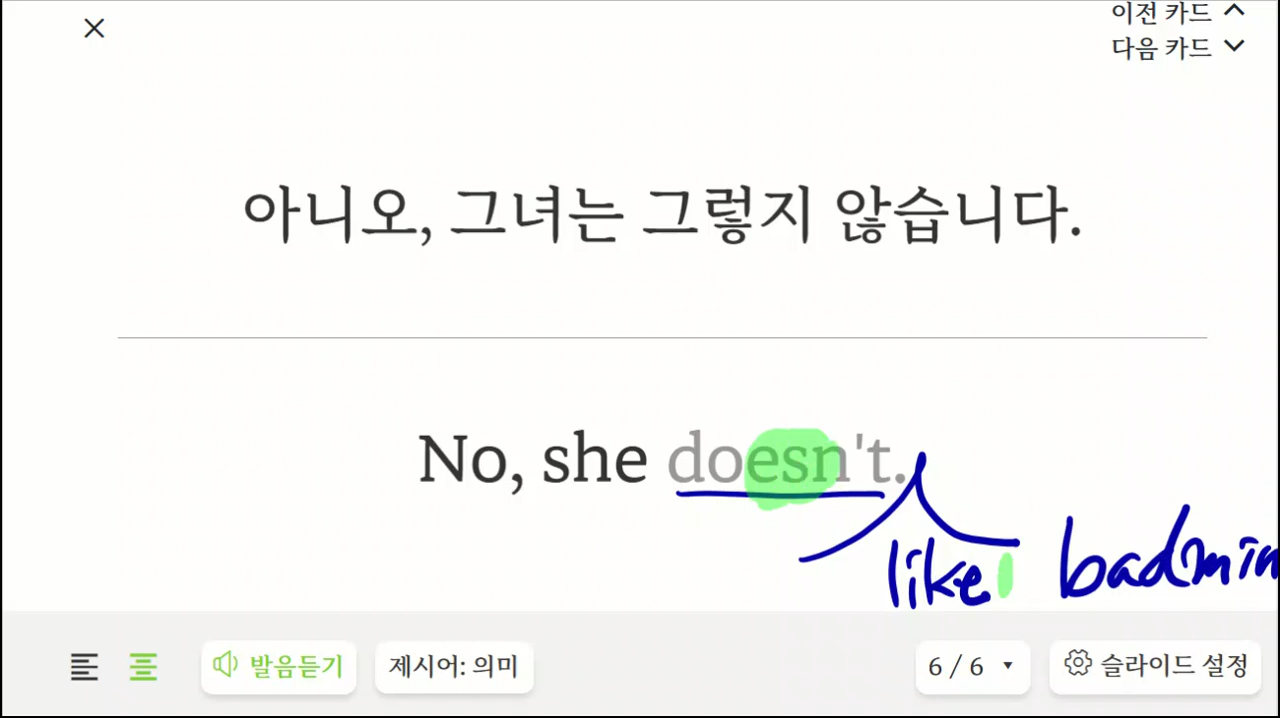 이전 카드
다음 카드
아니오, 그녀는 그렇지 않습니다.
No, she doesn't.
like badmin
발음듣기
제시어: 의미
6 / 6
슬라이드 설정